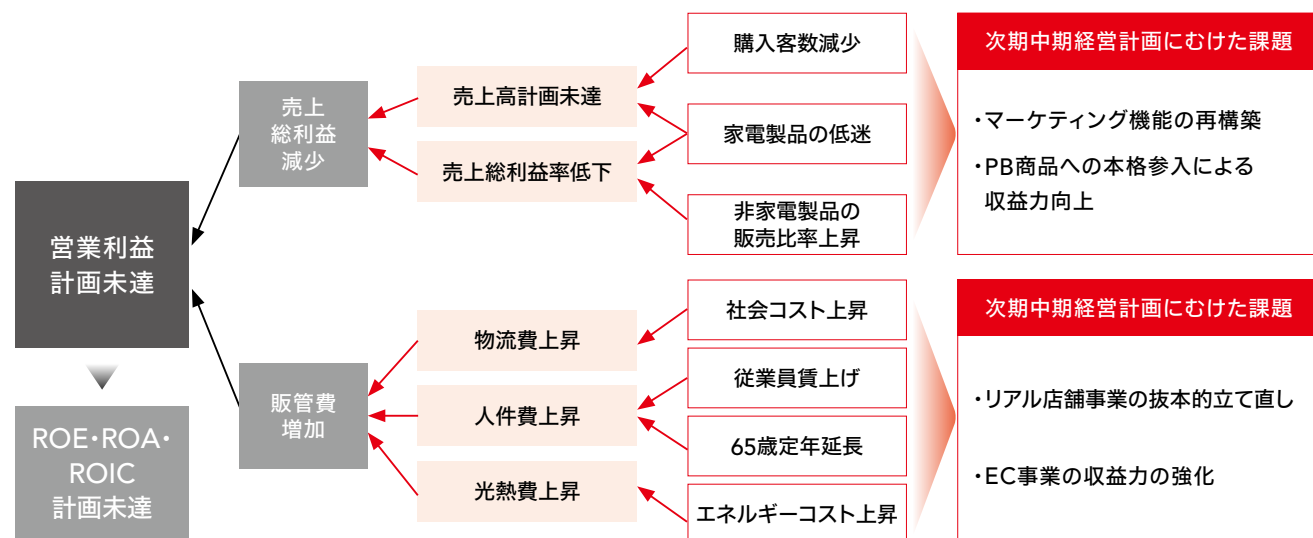 営業利益
計画未達
ROE・ROA・
ROIC
計画未達
売上
総利益
減少
売上高計画未達
売上総利益率低下
購入客数減少
家電製品の低迷
非家電製品の
販売比率上昇
次期中期経営計画にむけた課題
・マーケティング機能の再構築
・PB商品への本格参入による
収益力向上
販管費
増加
物流費上昇
人件費上昇
光熱費上昇
社会コスト上昇
従業員賃上げ
65歳定年延長
エネルギーコスト上昇
次期中期経営計画にむけた課題
・リアル店舗事業の抜本的立て直し
・EC事業の収益力の強化